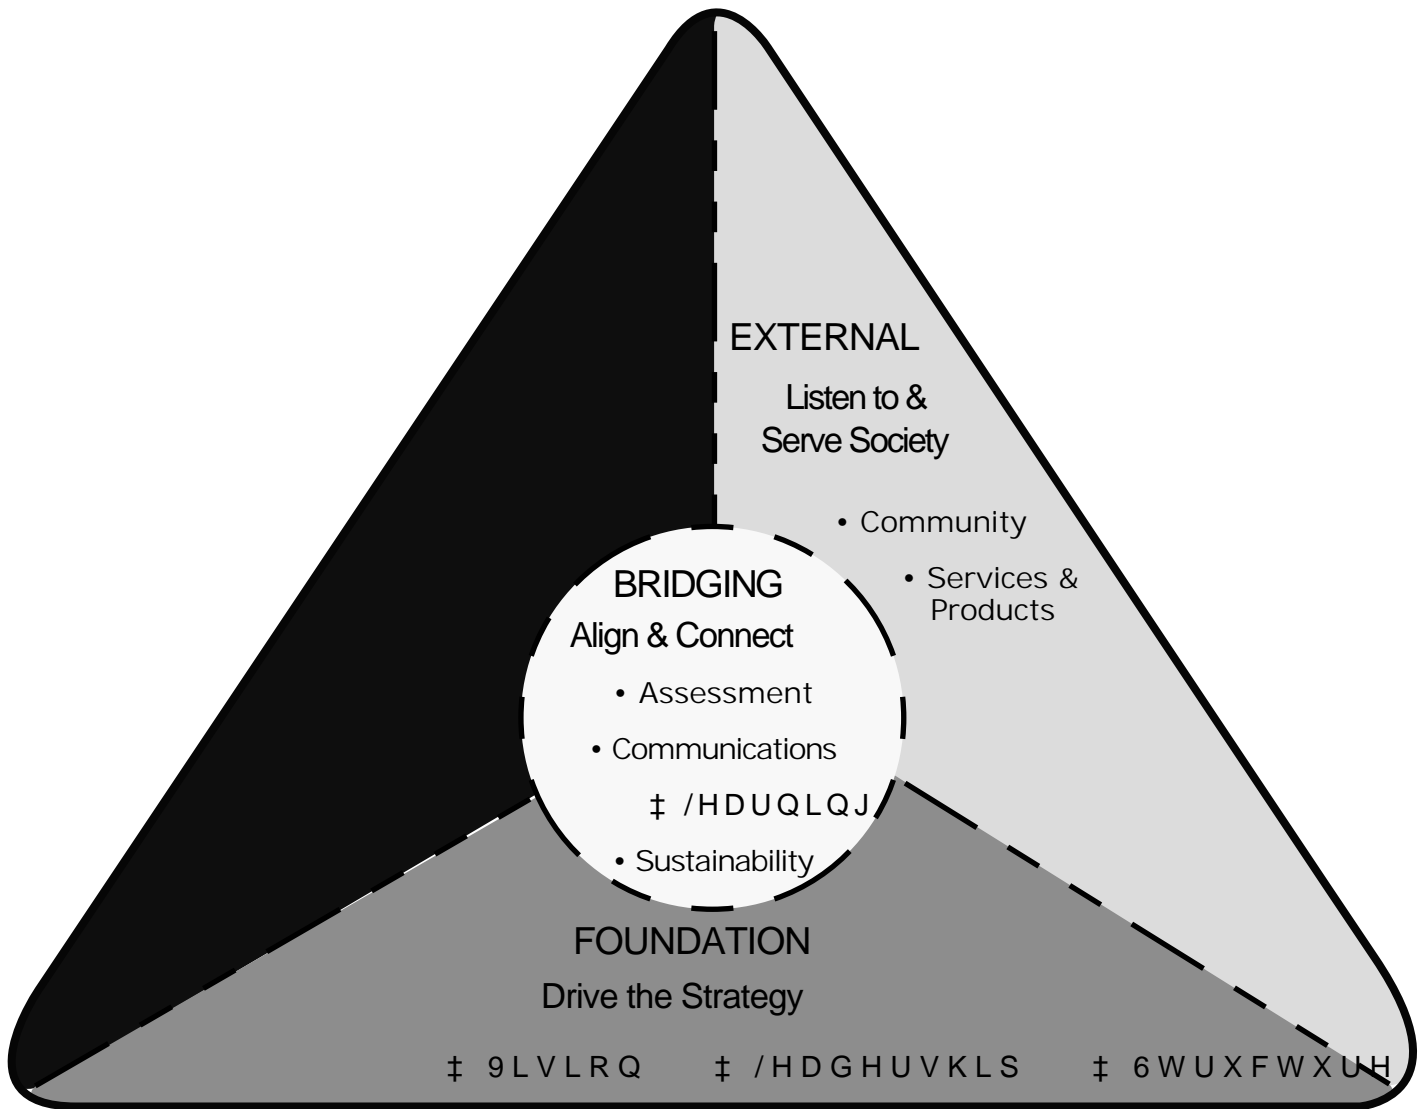 EXTERNAL
Listen to &
Serve Society
• Community
• Services &
Products
BRIDGING
Align & Connect
• Assessment
• Communications
‡ /HDUQLQJ
• Sustainability
FOUNDATION
Drive the Strategy
‡ 9LVLRQ ‡ /HDGHUVKLS ‡ 6WUXFWXUH